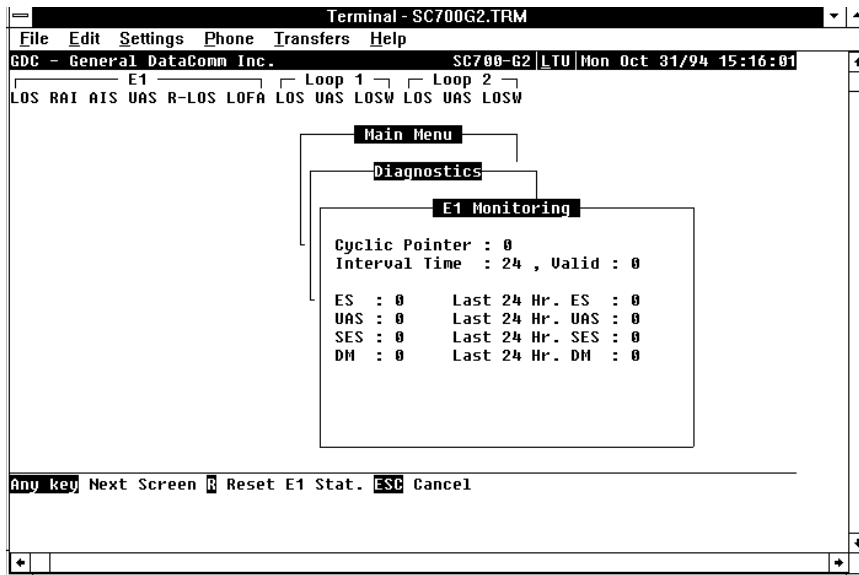 Terminal - SC700G2.TRM
File Edit Settings Phone Transfers Help
GDC - General DataComm Inc. SC700-G2|LTU|Mon Oct 31/94 15:16:01
E1 Loop 1 Loop 2
LOS RAI AIS UAS R-LOS LOFA LOS UAS LOSW LOS UAS LOSW
Main Menu
Diagnostics
E1 Monitoring
Cyclic Pointer : 0
Interval Time : 24 , Valid : 0
ES : 0 Last 24 Hr. ES : 0
UAS : 0 Last 24 Hr. UAS : 0
SES : 0 Last 24 Hr. SES : 0
DM : 0 Last 24 Hr. DM : 0
Any key Next Screen R Reset E1 Stat. ESC Cancel